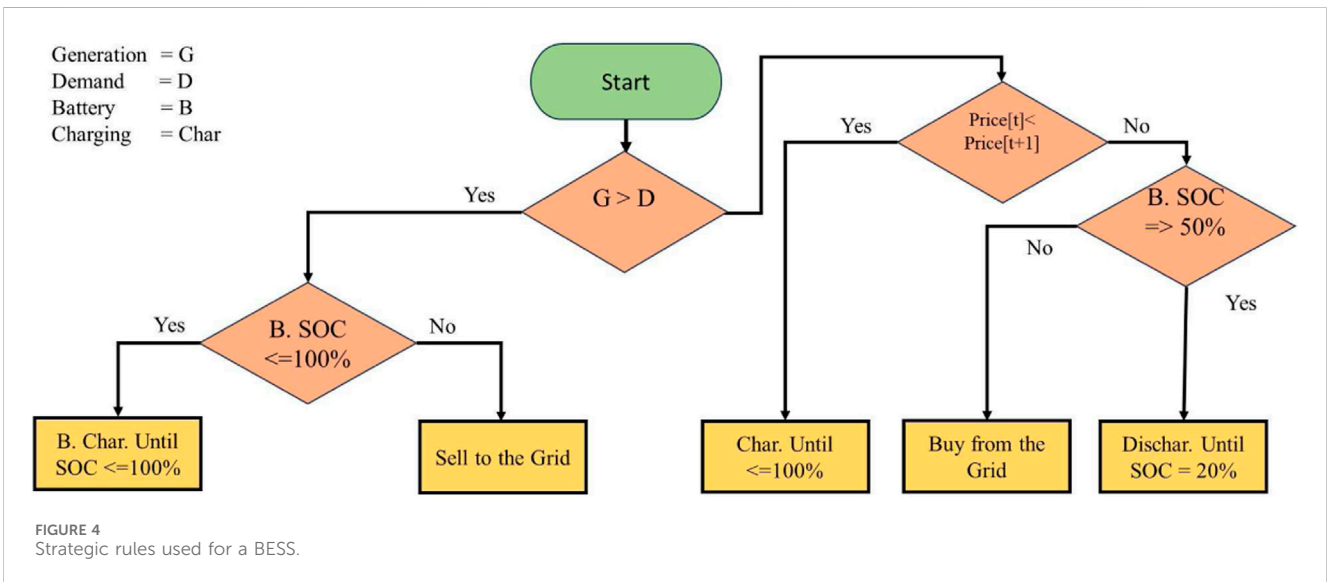 Generation = G
Demand = D
Battery = B
Charging = Char
Start
G > D
Yes
Price[t]<
Price[t+1]
Yes
No
B. SOC
=> 50%
No
Yes
B. SOC
<=100%
Yes
No
B. Char. Until
SOC <=100%
Sell to the Grid
Char. Until
<=100%
Buy from the
Grid
Dischar. Until
SOC = 20%
FIGURE 4
Strategic rules used for a BESS.